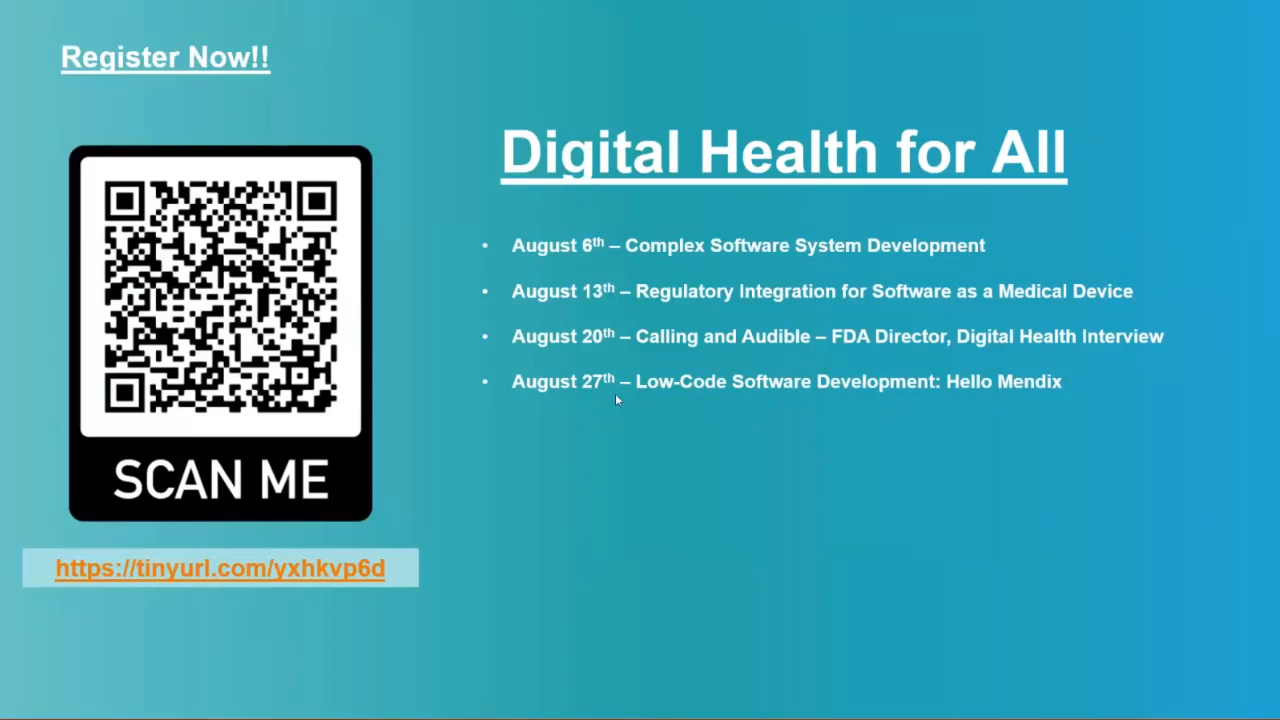 Register Now!!
Digital Health for All
• August 6th – Complex Software System Development
• August 13th – Regulatory Integration for Software as a Medical Device
• August 20th – Calling and Audible – FDA Director, Digital Health Interview
• August 27th – Low-Code Software Development: Hello Mendix
SCAN ME
https://tinyurl.com/yxhkvp6d